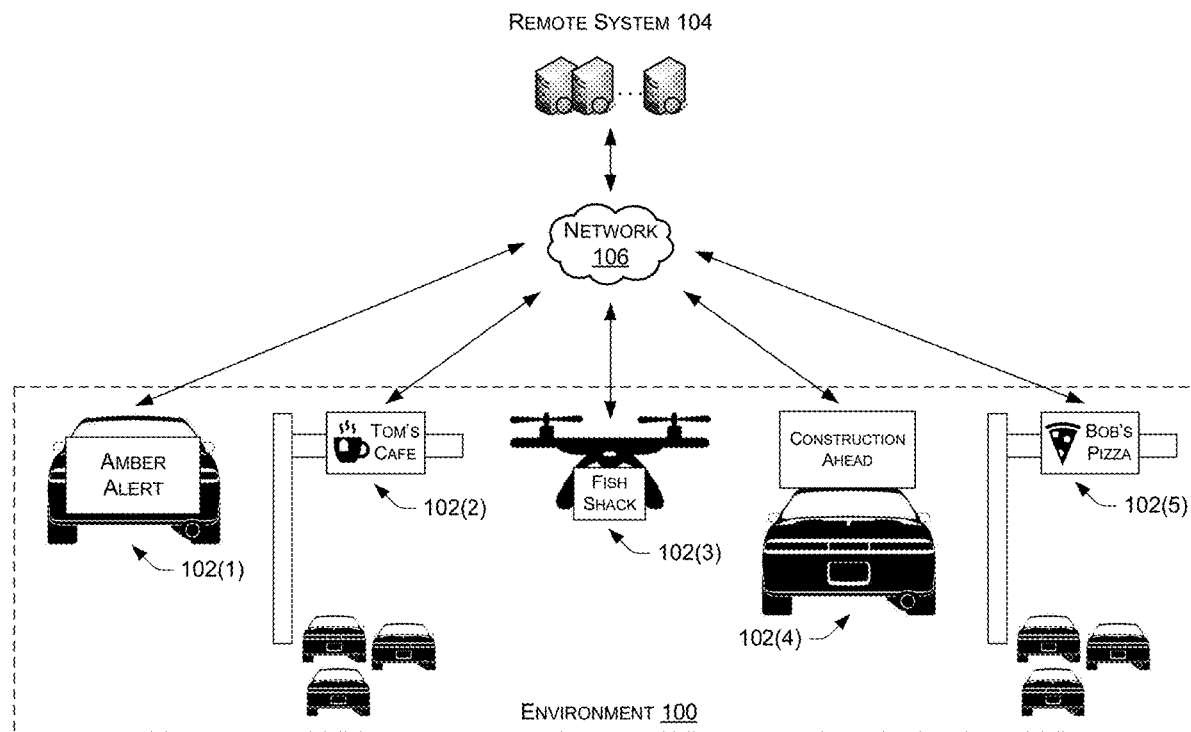 REMOTE SYSTEM 104
...
NETWORK
106
AMBER
ALERT
102(1)
TOM'S
CAFE
102(2)
FISH
SHACK
102(3)
CONSTRUCTION
AHEAD
102(4)
BOB'S
PIZZA
102(5)
ENVIRONMENT 100